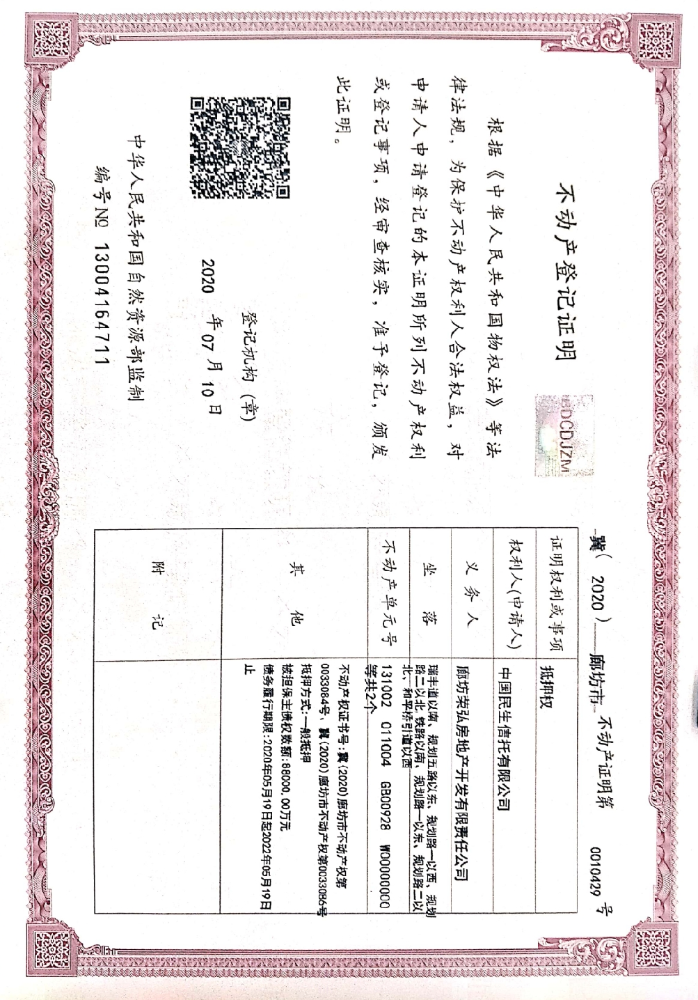 不动产登记证明
BDCDJZM
根据《中华人民共和国物权法》等法
律法规，为保护不动产权利人合法权益，对
申请人申请登记的本证明所列不动产权利
或登记事项，经审查核实，准予登记，颁发
此证明。
登记机构（章）
2020 年 07 月 10 日
中华人民共和国自然资源部监制
编号№ 13004164711
冀（ 2020 ） 廊坊市 不动产证明第 0010429 号
证明权利或事项 抵押权
权利人(申请人) 中国民生信托有限公司
义务人 廊坊荣弘房地产开发有限责任公司
坐落 瑞丰道以南、规划五路以东、规划路一以西、规划
路二以北,铁路以南、规划路一以东、规划路二以
北、和平桥引道以西
不动产单元号 131002 011004 GB00928 W00000000
等共2个
其他 不动产权证书号:冀(2020)廊坊市不动产权第
0033084号、冀(2020)廊坊市不动产权第0033086号
抵押方式:一般抵押
被担保主债权数额:88000.00万元
债务履行期限:2020年05月19日起2022年05月19日
止
附记